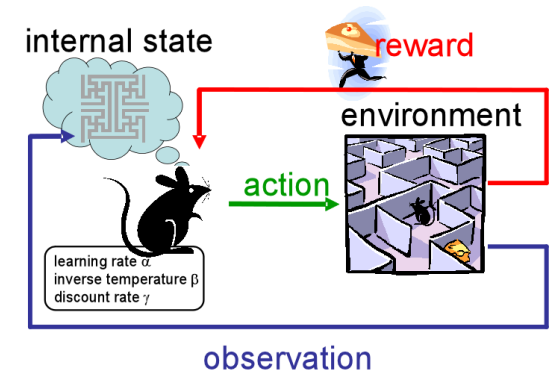 internal state
reward
environment
action
learning rate α
inverse temperature β
discount rate γ
observation